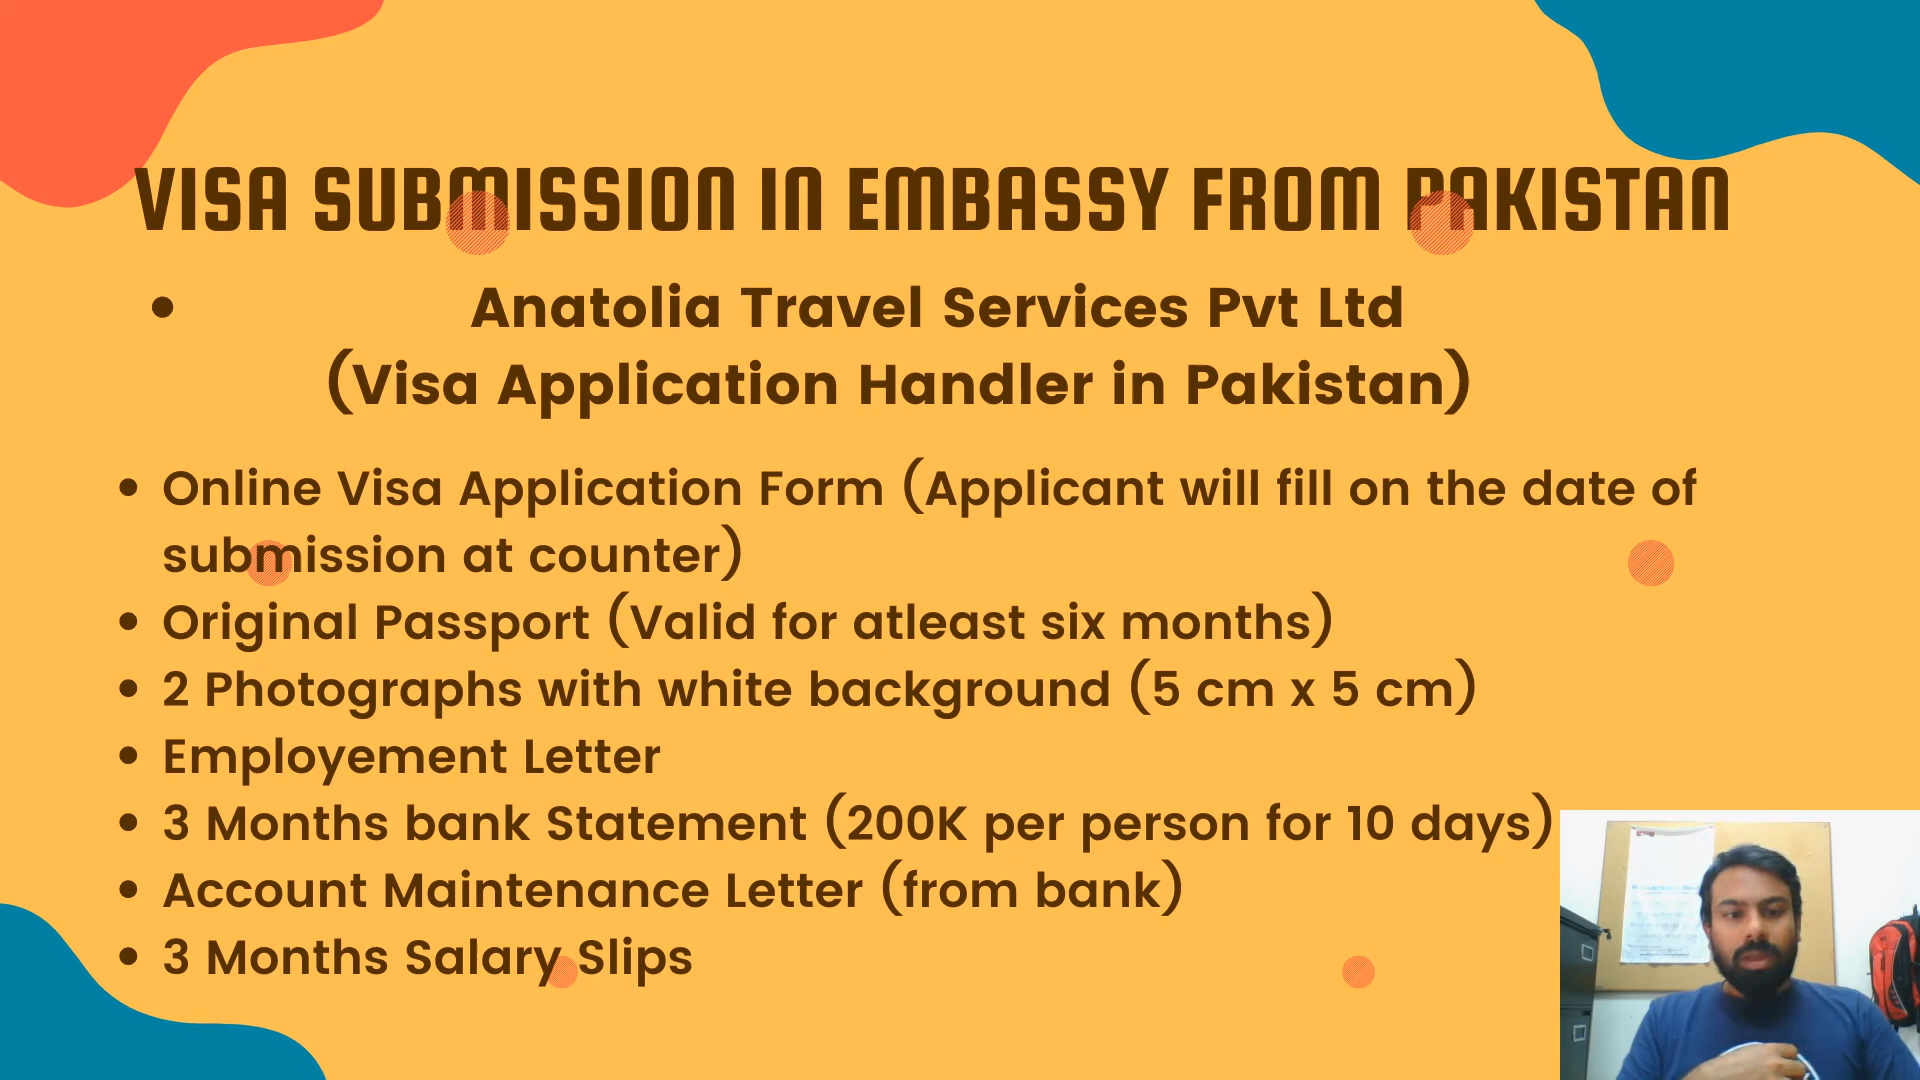 VISA SUBMISSION IN EMBASSY FROM PAKISTAN
• Anatolia Travel Services Pvt Ltd
(Visa Application Handler in Pakistan)
• Online Visa Application Form (Applicant will fill on the date of
submission at counter)
• Original Passport (Valid for atleast six months)
• 2 Photographs with white background (5 cm x 5 cm)
• Employement Letter
• 3 Months bank Statement (200K per person for 10 days)
• Account Maintenance Letter (from bank)
• 3 Months Salary Slips